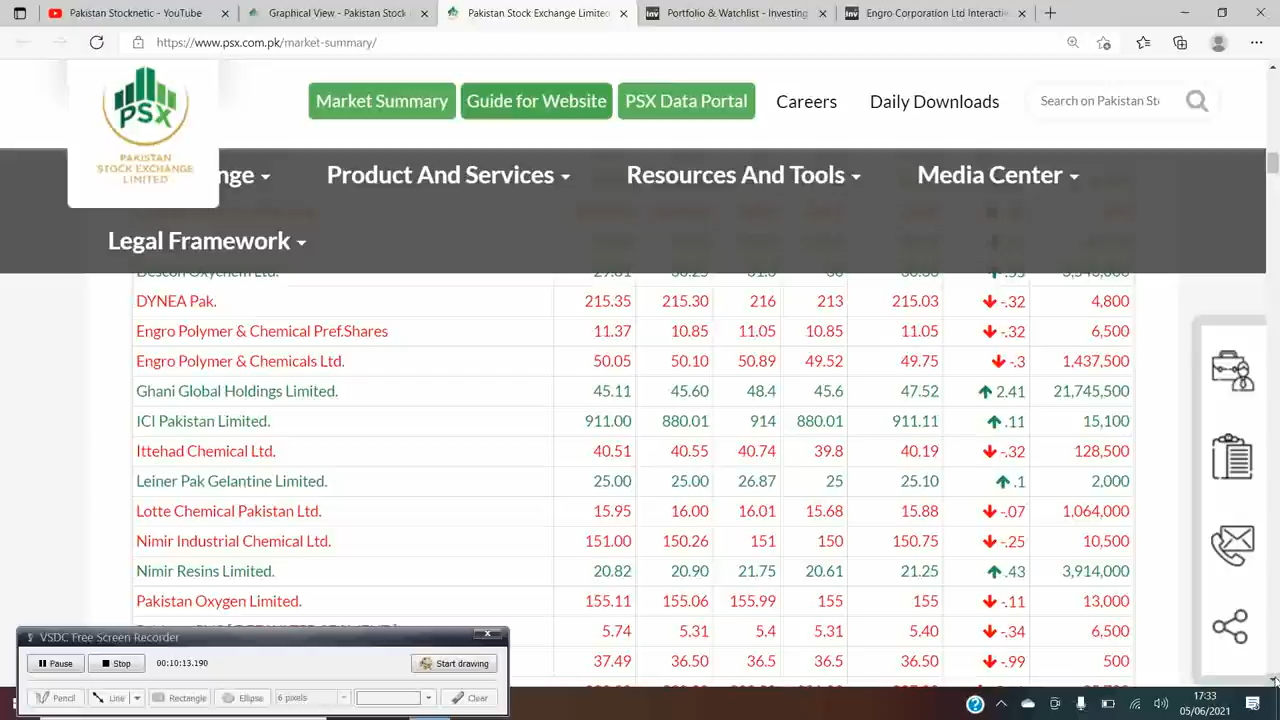 Pakistan Stocknetic - YouTube
Graphical View - Pakistan Stock
Pakistan Stock Exchange Limited
Portfolio & Watchlist - Investing
Engro Corporation Ltd Interacti
https://www.psx.com.pk/market-summary/
PSX
PAKISTAN
STOCK EXCHANGE
LIMITED
Market Summary
Guide for Website
PSX Data Portal
Careers
Daily Downloads
Search on Pakistan Sto
nge
Product And Services
Resources And Tools
Media Center
Legal Framework
Descon Oxychem Ltd.
DYNEA Pak. 215.35 215.30 216 213 215.03 -.32 4,800
Engro Polymer & Chemical Pref.Shares 11.37 10.85 11.05 10.85 11.05 -.32 6,500
Engro Polymer & Chemicals Ltd. 50.05 50.10 50.89 49.52 49.75 -.3 1,437,500
Ghani Global Holdings Limited. 45.11 45.60 48.4 45.6 47.52 2.41 21,745,500
ICI Pakistan Limited. 911.00 880.01 914 880.01 911.11 .11 15,100
Ittehad Chemical Ltd. 40.51 40.55 40.74 39.8 40.19 -.32 128,500
Leiner Pak Gelantine Limited. 25.00 25.00 26.87 25 25.10 .1 2,000
Lotte Chemical Pakistan Ltd. 15.95 16.00 16.01 15.68 15.88 -.07 1,064,000
Nimir Industrial Chemical Ltd. 151.00 150.26 151 150 150.75 -.25 10,500
Nimir Resins Limited. 20.82 20.90 21.75 20.61 21.25 .43 3,914,000
Pakistan Oxygen Limited. 155.11 155.06 155.99 155 155 -.11 13,000
5.74 5.31 5.4 5.31 5.40 -.34 6,500
37.49 36.50 36.5 36.5 36.50 -.99 500
VSDC Free Screen Recorder
Pause Stop 00:10:13.190 Start drawing
Pencil Line Rectangle Ellipse 6 pixels Clear
17:33
05/06/2021